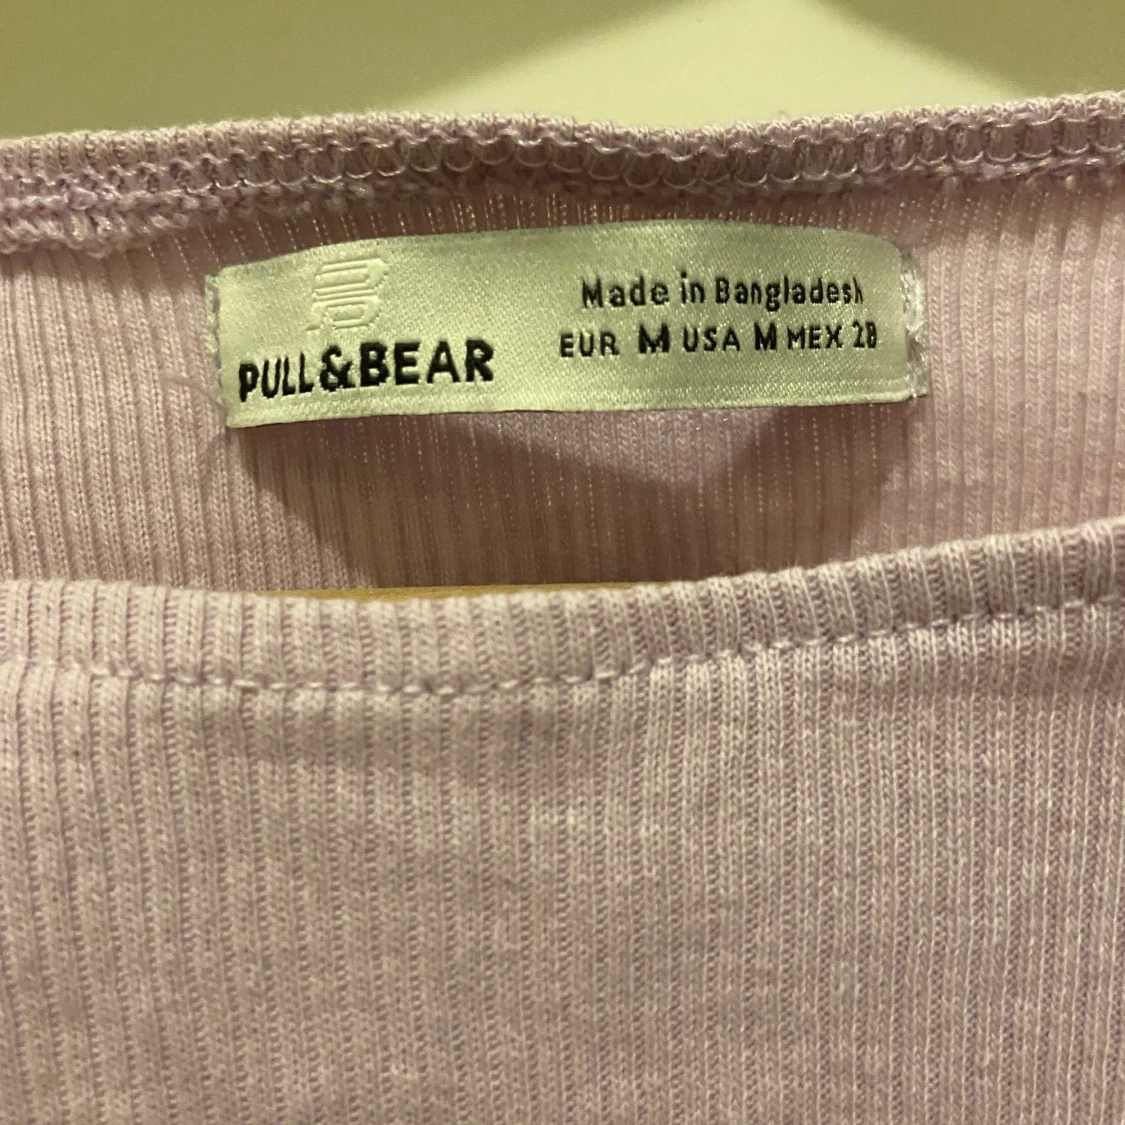 PULL&BEAR
Made in Bangladesh
EUR M USA M MEX 28